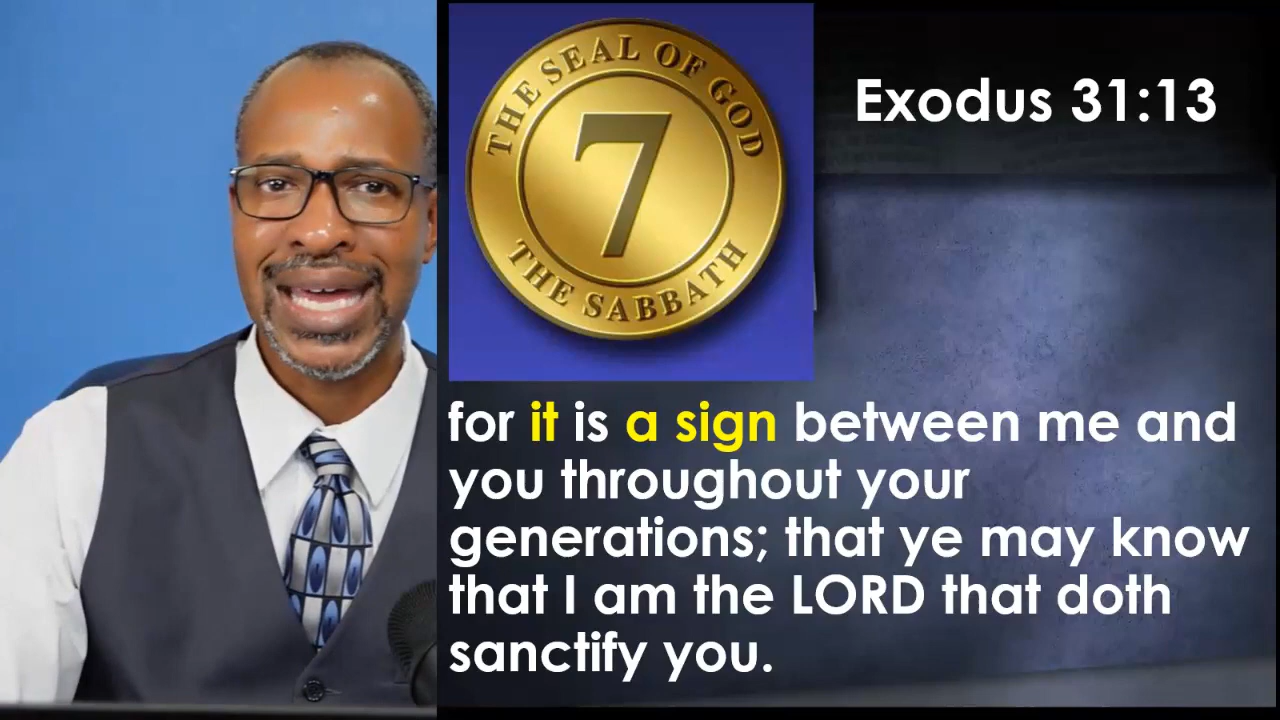 THE SEAL OF GOD
7
THE SABBATH
Exodus 31:13
for it is a sign between me and
you throughout your
generations; that ye may know
that I am the LORD that doth
sanctify you.